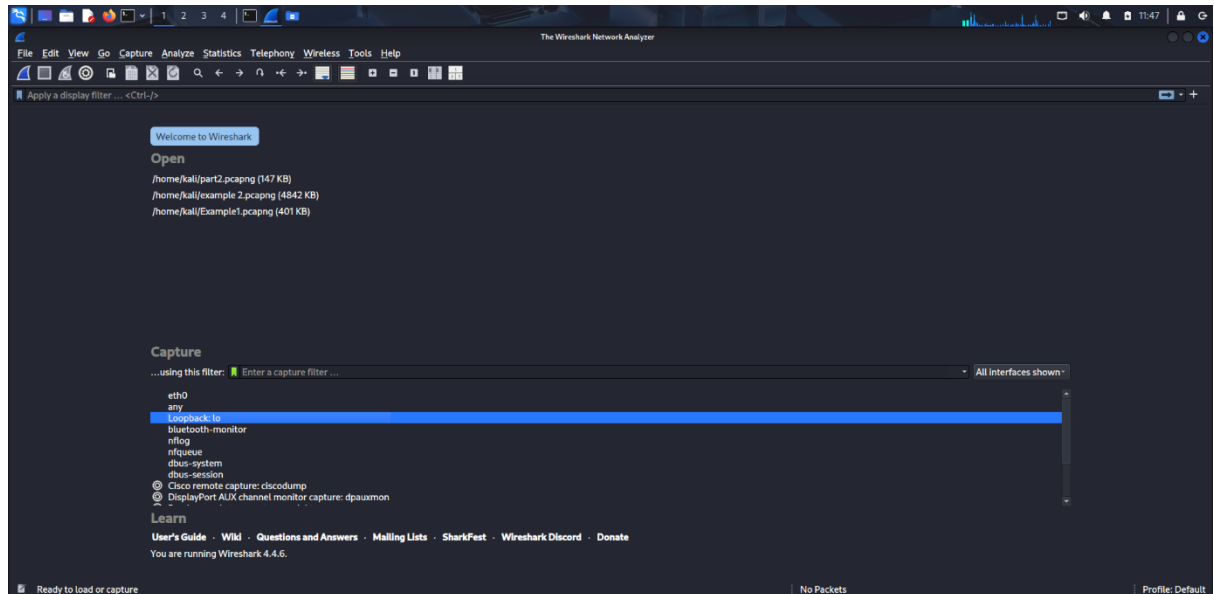 1 2 3 4 11:47
The Wireshark Network Analyzer
File Edit View Go Capture Analyze Statistics Telephony Wireless Tools Help
Apply a display filter ... <Ctrl-/>
Welcome to Wireshark
Open
/home/kali/part2.pcapng (147 KB)
/home/kali/example 2.pcapng (4842 KB)
/home/kali/Example1.pcapng (401 KB)
Capture
...using this filter: Enter a capture filter ... All interfaces shown
eth0
any
Loopback: lo
bluetooth-monitor
nflog
nfqueue
dbus-system
dbus-session
Cisco remote capture: ciscodump
DisplayPort AUX channel monitor capture: dpauxmon
Learn
User's Guide · Wiki · Questions and Answers · Mailing Lists · SharkFest · Wireshark Discord · Donate
You are running Wireshark 4.4.6.
Ready to load or capture No Packets Profile: Default